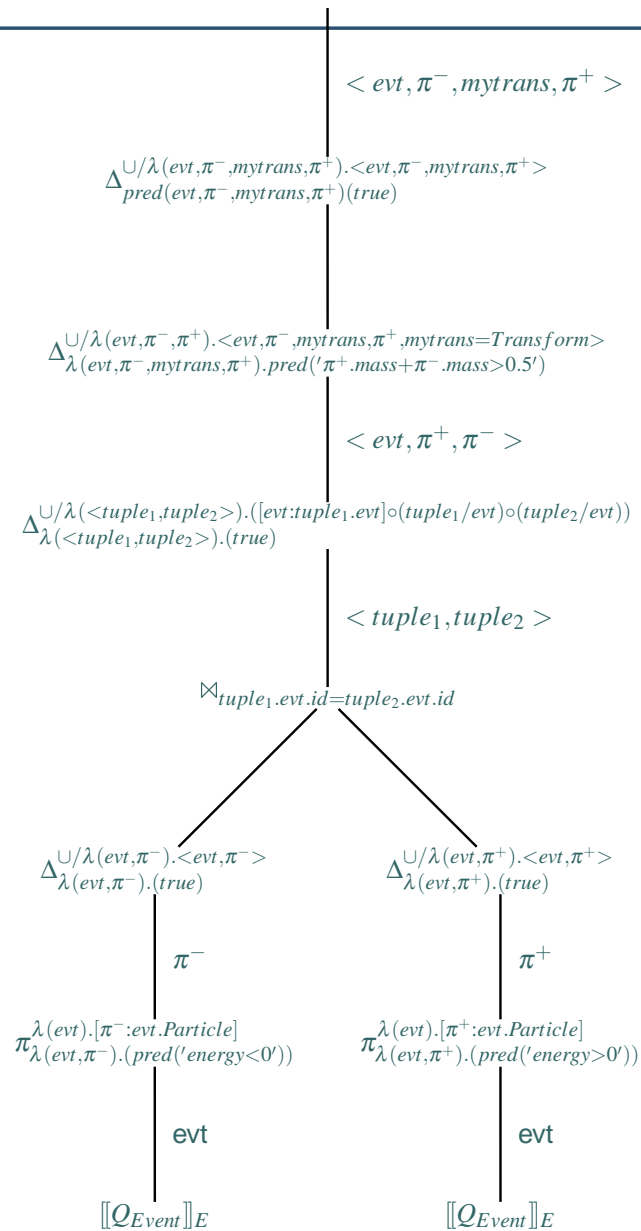 < evt, π⁻, mytrans, π⁺ >
Δ^{∪/λ(evt,π⁻,mytrans,π⁺).<evt,π⁻,mytrans,π⁺>}_{pred(evt,π⁻,mytrans,π⁺)(true)}
Δ^{∪/λ(evt,π⁻,π⁺).<evt,π⁻,mytrans,π⁺,mytrans=Transform>}_{λ(evt,π⁻,mytrans,π⁺).pred('π⁺.mass+π⁻.mass>0.5')}
< evt, π⁺, π⁻ >
Δ^{∪/λ(<tuple₁,tuple₂>).([evt:tuple₁.evt]∘(tuple₁/evt)∘(tuple₂/evt))}_{λ(<tuple₁,tuple₂>).(true)}
< tuple₁, tuple₂ >
⋈_{tuple₁.evt.id=tuple₂.evt.id}
Δ^{∪/λ(evt,π⁻).<evt,π⁻>}_{λ(evt,π⁻).(true)} Δ^{∪/λ(evt,π⁺).<evt,π⁺>}_{λ(evt,π⁺).(true)}
π⁻ π⁺
π^{λ(evt).[π⁻:evt.Particle]}_{λ(evt,π⁻).(pred('energy<0'))} π^{λ(evt).[π⁺:evt.Particle]}_{λ(evt,π⁺).(pred('energy>0'))}
evt evt
⟦Q_{Event}⟧_E ⟦Q_{Event}⟧_E